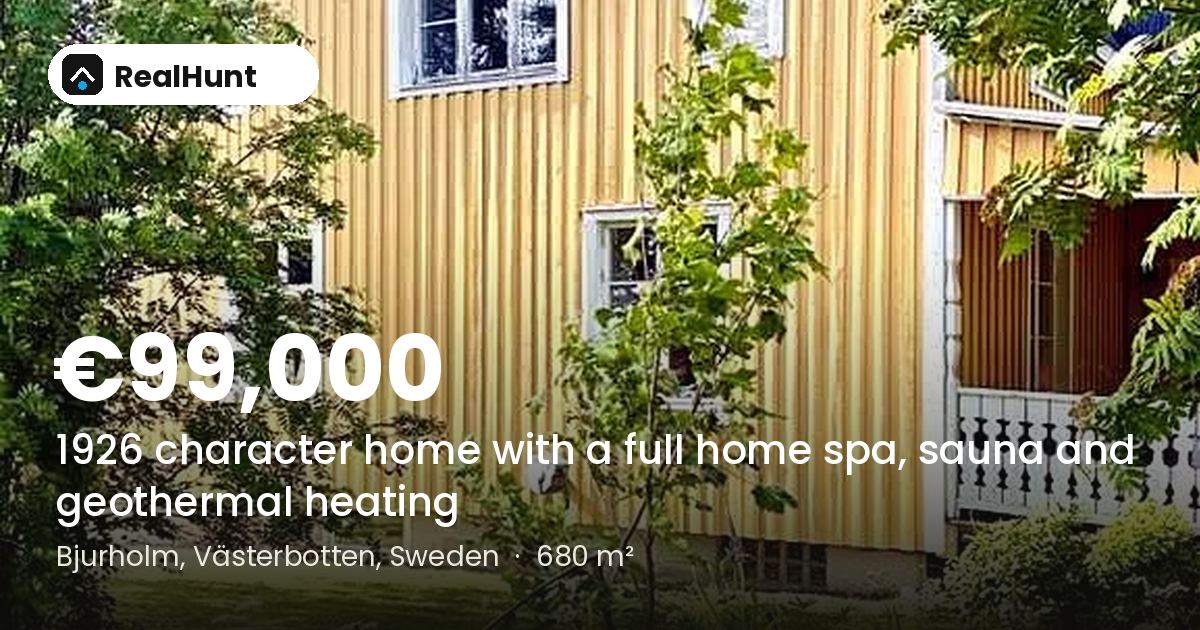 RealHunt
€99,000
1926 character home with a full home spa, sauna and
geothermal heating
Bjurholm, Västerbotten, Sweden · 680 m²